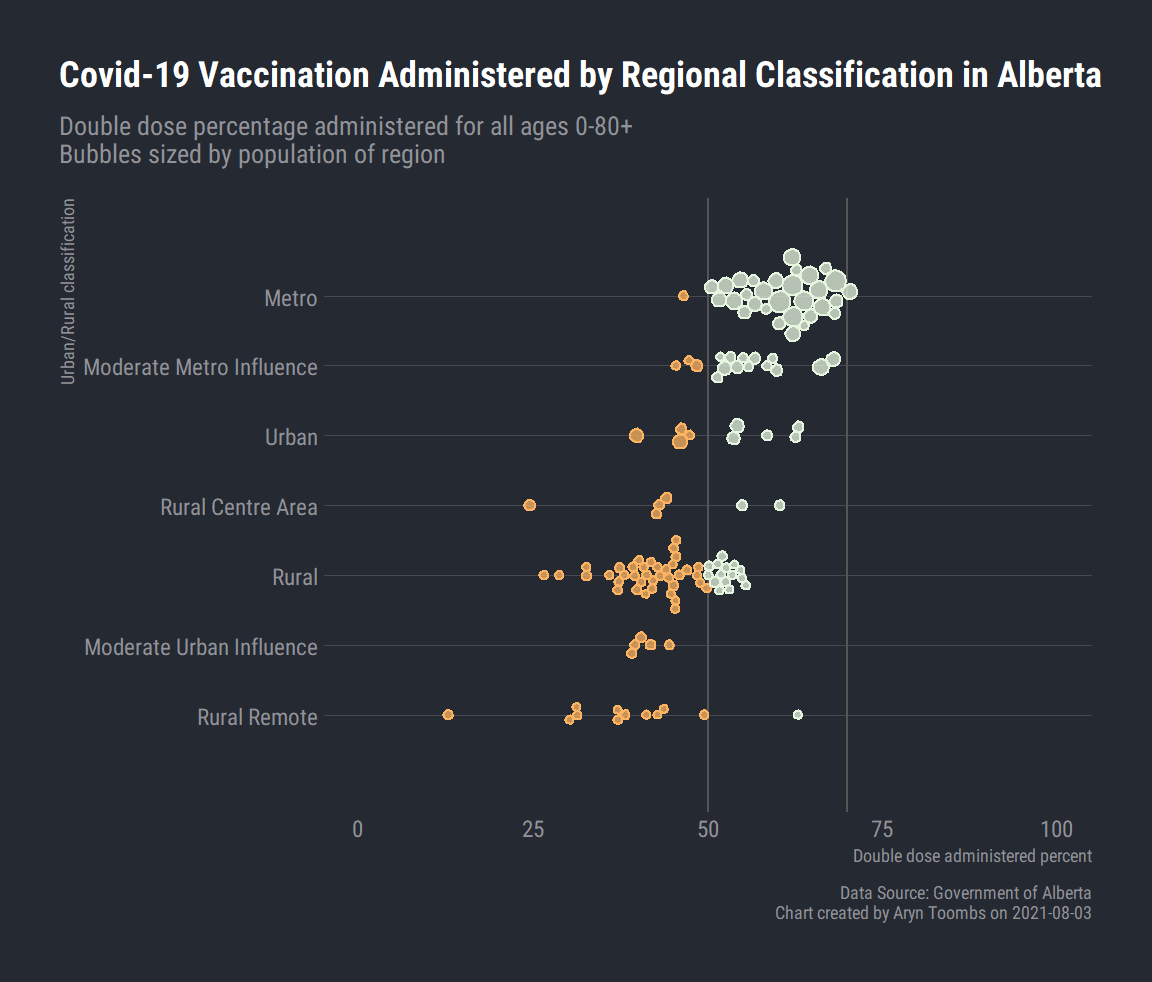 Covid-19 Vaccination Administered by Regional Classification in Alberta
Double dose percentage administered for all ages 0-80+
Bubbles sized by population of region
Urban/Rural classification
Metro
Moderate Metro Influence
Urban
Rural Centre Area
Rural
Moderate Urban Influence
Rural Remote
0 25 50 75 100
Double dose administered percent
Data Source: Government of Alberta
Chart created by Aryn Toombs on 2021-08-03